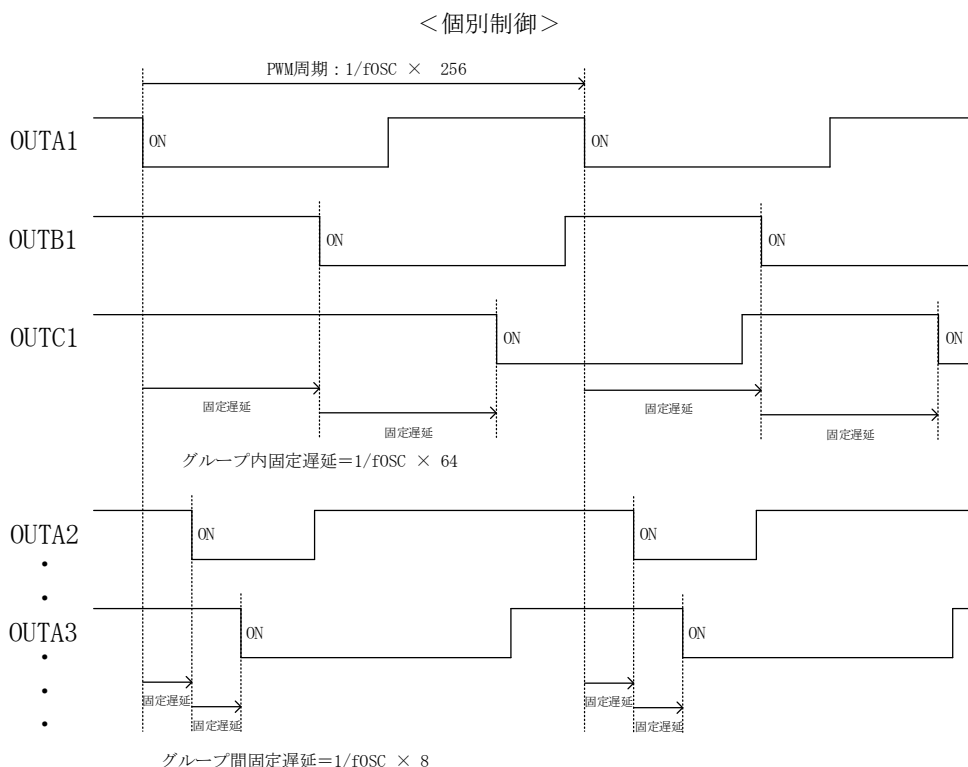 ＜個別制御＞
PWM周期：1/fOSC × 256
OUTA1
ON
ON
OUTB1
ON
ON
OUTC1
ON
ON
固定遅延
固定遅延
固定遅延
固定遅延
グループ内固定遅延＝1/fOSC × 64
OUTA2
ON
ON
OUTA3
ON
ON
固定遅延
固定遅延
固定遅延
固定遅延
グループ間固定遅延＝1/fOSC × 8